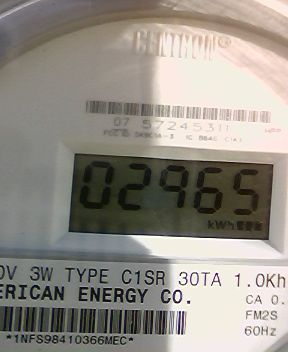 CENTRON®
07 57245311
02965
kWh
0V 3W TYPE C1SR 30TA 1.0Kh
ERICAN ENERGY CO.
CA 0.
FM2S
60Hz
*1NFS98410366MEC*